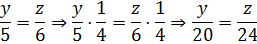 y/5 = z/6 ⇒ y/5 · 1/4 = z/6 · 1/4 ⇒ y/20 = z/24